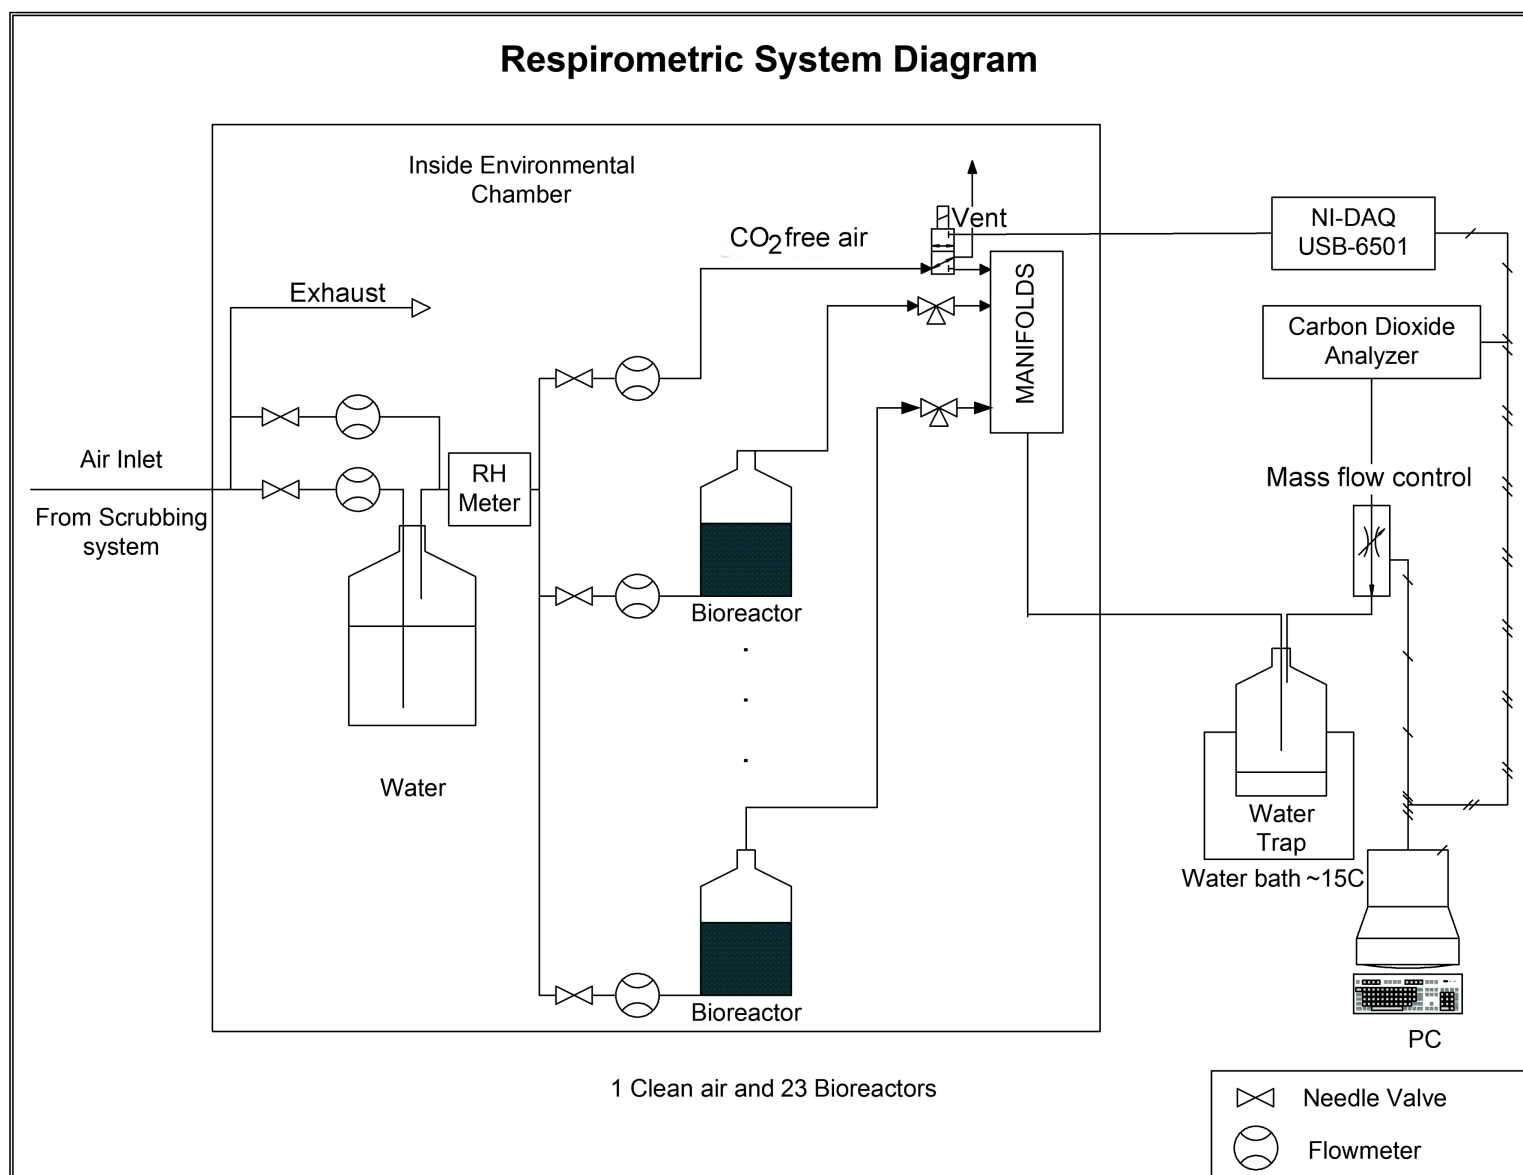 Respirometric System Diagram
Inside Environmental
Chamber
Vent
CO2 free air
NI-DAQ
USB-6501
Exhaust
MANIFOLDS
Carbon Dioxide
Analyzer
Air Inlet
RH
Meter
Mass flow control
From Scrubbing
system
Bioreactor
Water
Water
Trap
Water bath ~15C
Bioreactor
PC
1 Clean air and 23 Bioreactors
Needle Valve
Flowmeter